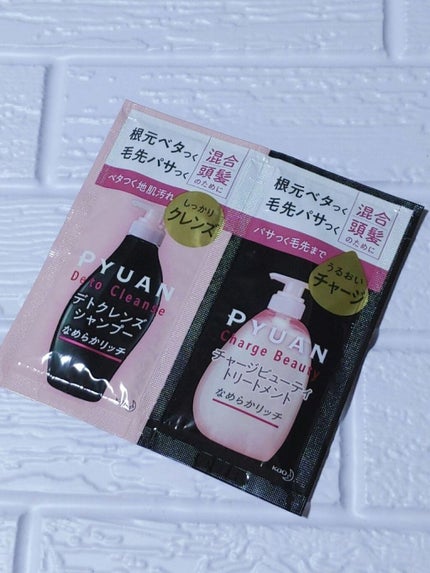 根元ベタつく
毛先パサつく
混合
頭髪
のために
ベタつく地肌汚れ
しっかり
クレンズ
PYUAN
Deto Cleanse
デトクレンズ
シャンプー
なめらかリッチ
根元ベタつく
毛先パサつく
混合
頭髪
のために
パサつく毛先まで
うるおい
チャージ
PYUAN
Charge Beauty
チャージビューティ
トリートメント
なめらかリッチ
Kao